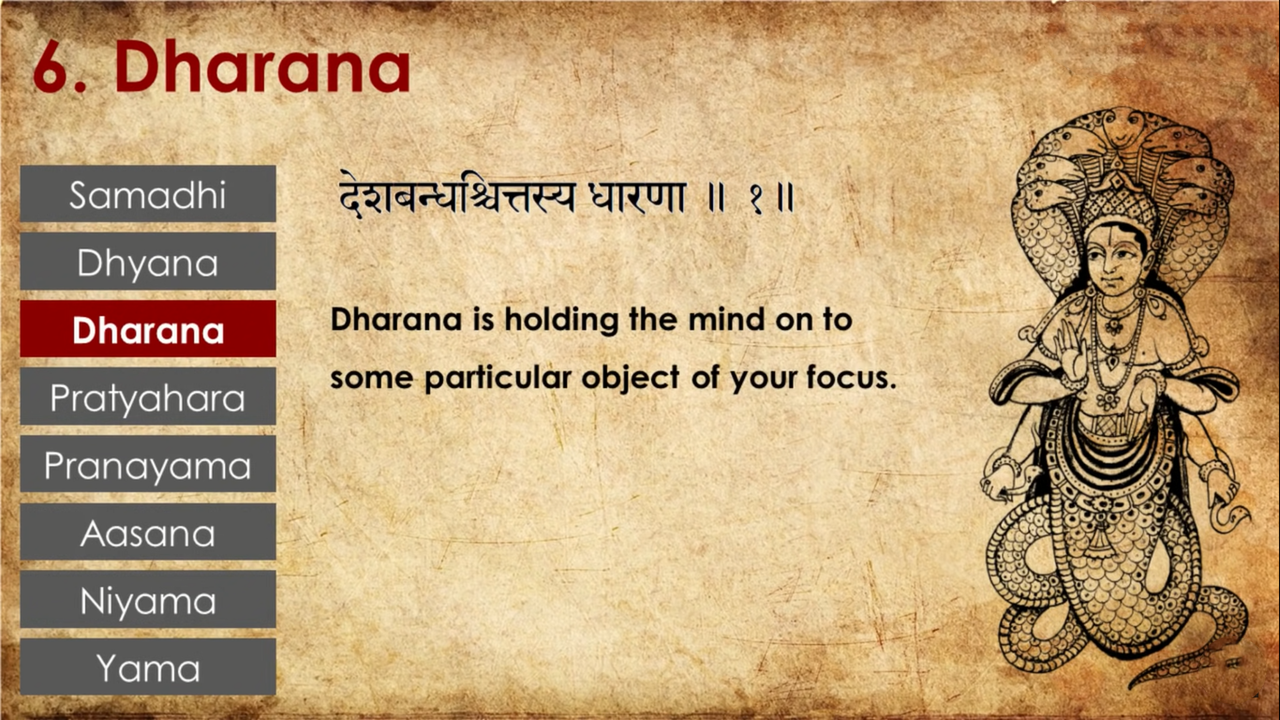 6. Dharana
Samadhi
Dhyana
Dharana
Pratyahara
Pranayama
Aasana
Niyama
Yama
देशबन्धश्चित्तस्य धारणा ॥ १॥
Dharana is holding the mind on to
some particular object of your focus.